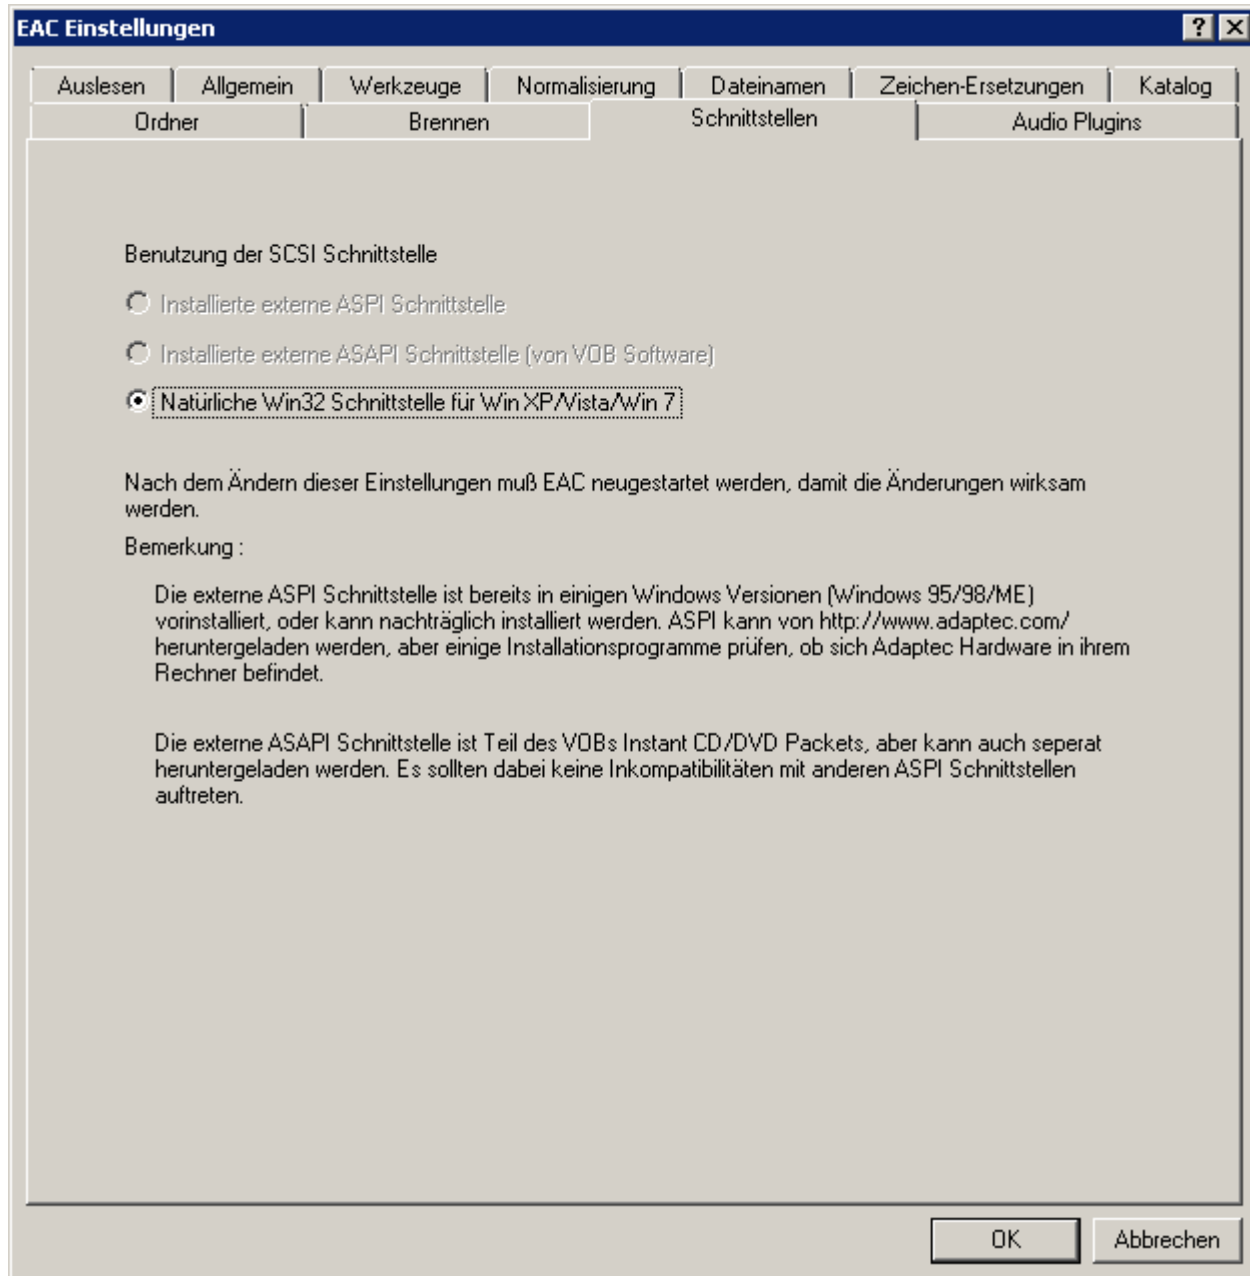 EAC Einstellungen
Auslesen
Allgemein
Werkzeuge
Normalisierung
Dateinamen
Zeichen-Ersetzungen
Katalog
Ordner
Brennen
Schnittstellen
Audio Plugins
Benutzung der SCSI Schnittstelle
Installierte externe ASPI Schnittstelle
Installierte externe ASAPI Schnittstelle (von VOB Software)
Natürliche Win32 Schnittstelle für Win XP/Vista/Win 7
Nach dem Ändern dieser Einstellungen muß EAC neugestartet werden, damit die Änderungen wirksam
werden.
Bemerkung :
Die externe ASPI Schnittstelle ist bereits in einigen Windows Versionen (Windows 95/98/ME)
vorinstalliert, oder kann nachträglich installiert werden. ASPI kann von http://www.adaptec.com/
heruntergeladen werden, aber einige Installationsprogramme prüfen, ob sich Adaptec Hardware in ihrem
Rechner befindet.
Die externe ASAPI Schnittstelle ist Teil des VOBs Instant CD/DVD Packets, aber kann auch seperat
heruntergeladen werden. Es sollten dabei keine Inkompatibilitäten mit anderen ASPI Schnittstellen
auftreten.
OK
Abbrechen